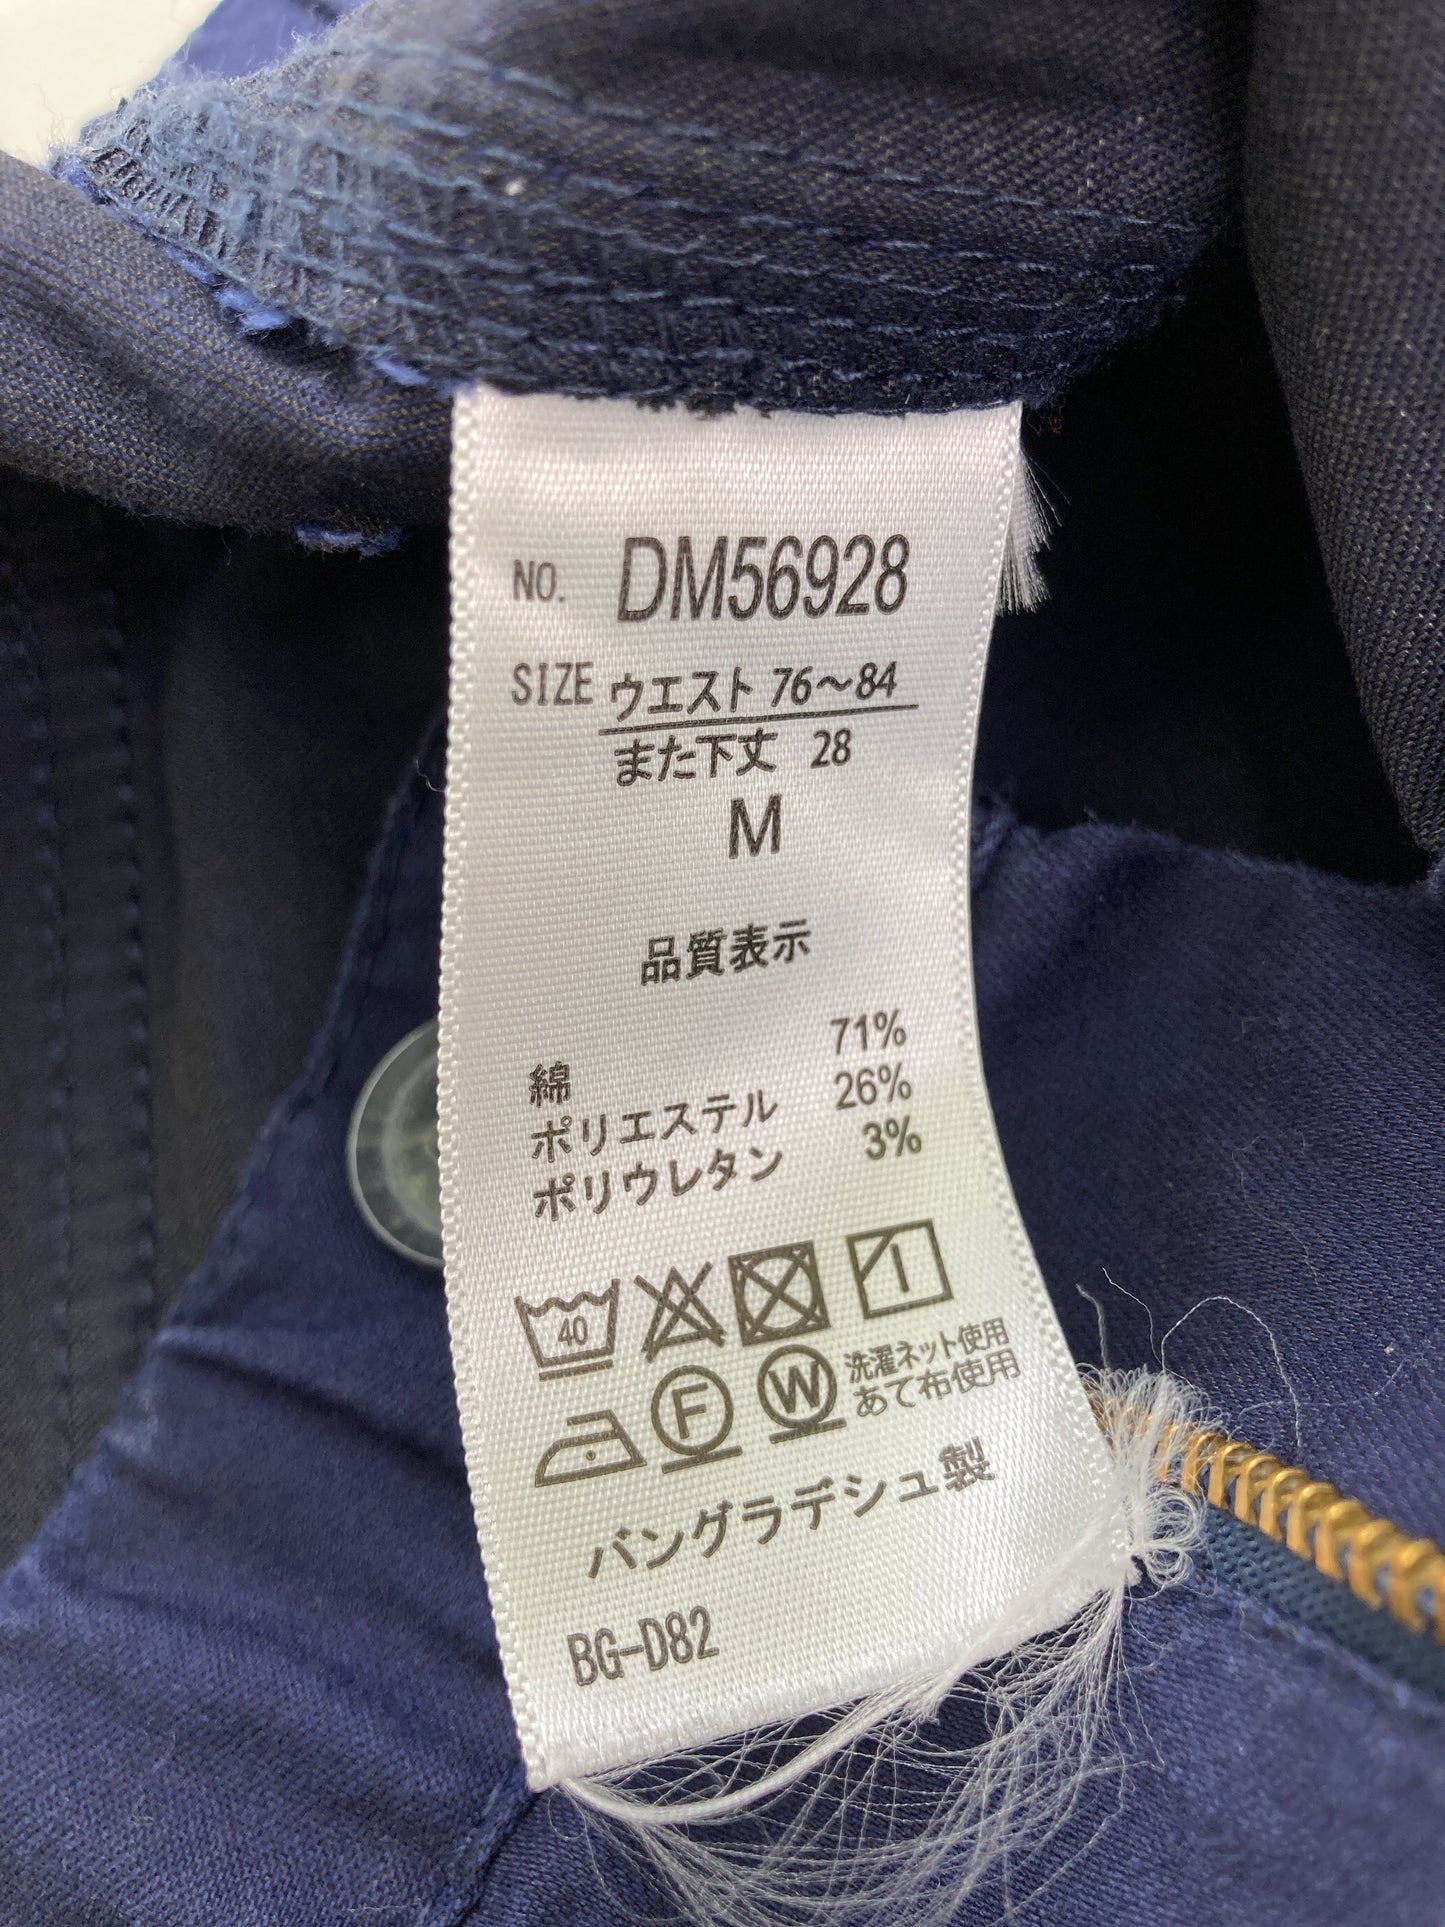 NO. DM56928
SIZE ウエスト 76～84
また下丈 28
M
品質表示
綿 71%
ポリエステル 26%
ポリウレタン 3%
40
F W 洗濯ネット使用
あて布使用
バングラデシュ製
BG-D82